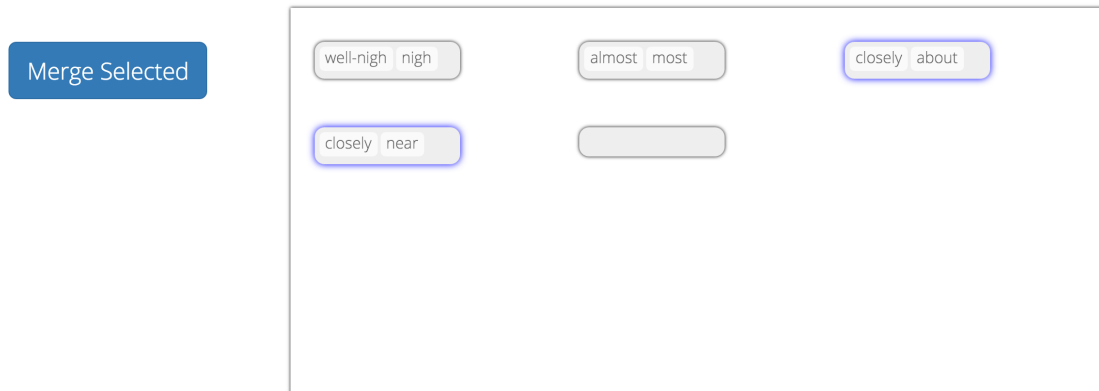 Merge Selected
well-nigh nigh
almost most
closely about
closely near